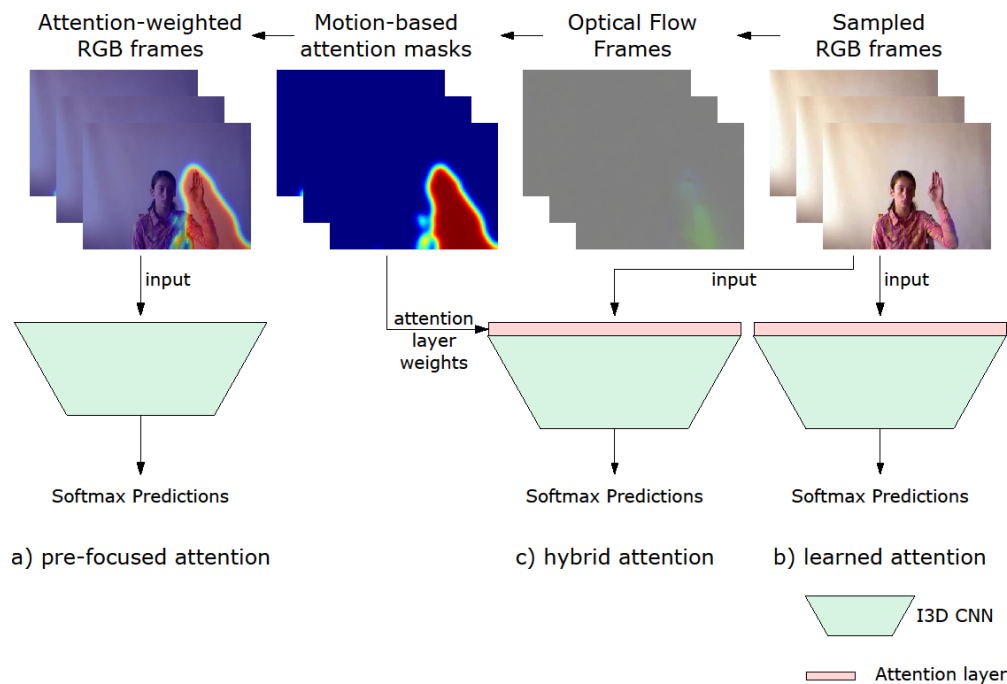 Attention-weighted
RGB frames
Motion-based
attention masks
Optical Flow
Frames
Sampled
RGB frames
input
attention
layer
weights
input
input
Softmax Predictions
Softmax Predictions
Softmax Predictions
a) pre-focused attention
c) hybrid attention
b) learned attention
I3D CNN
Attention layer